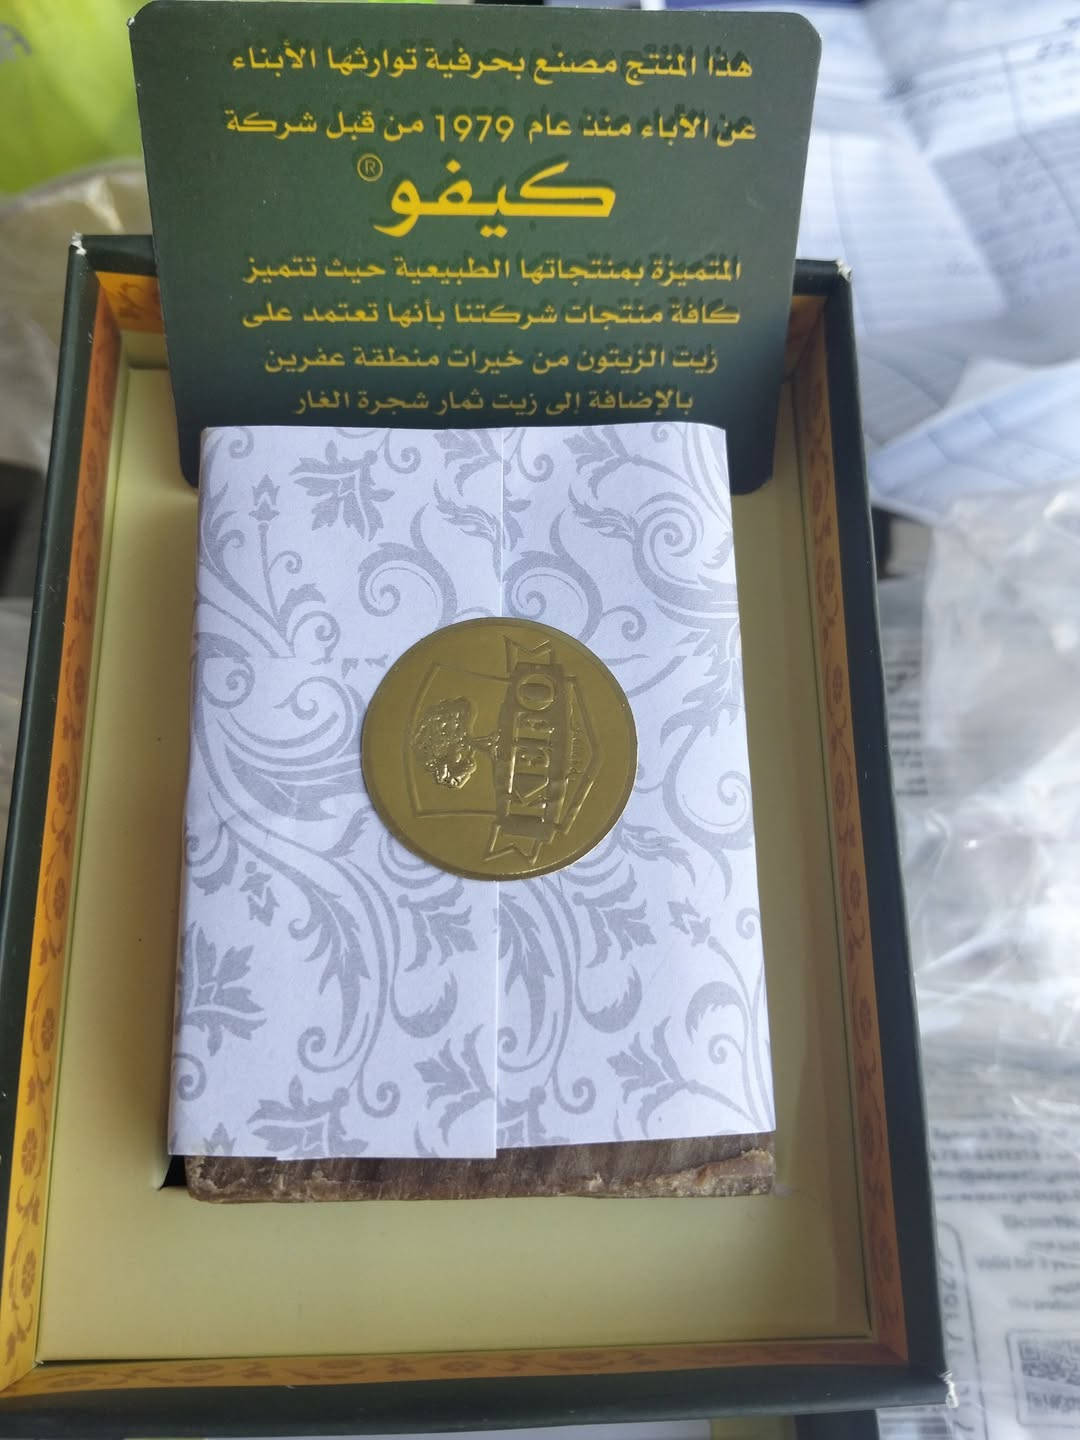 هذا المنتج مصنع بحرفية توارثها الأبناء
عن الآباء منذ عام 1979 من قبل شركة
كيفو®
المتميزة بمنتجاتها الطبيعية حيث تتميز
كافة منتجات شركتنا بأنها تعتمد على
زيت الزيتون من خيرات منطقة عفرين
بالإضافة إلى زيت ثمار شجرة الغار
KEFO